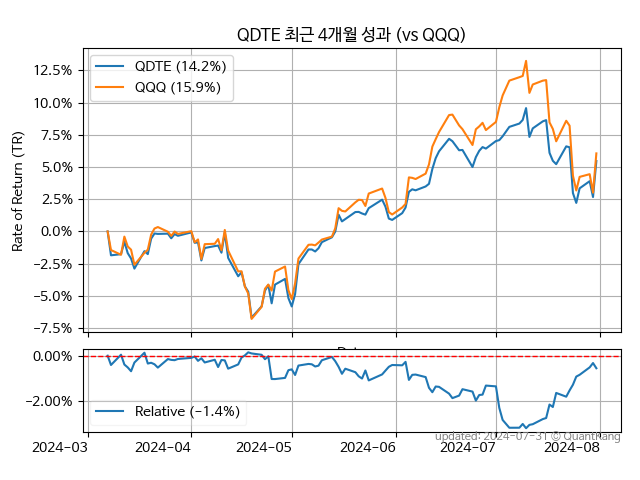 QDTE 최근 4개월 성과 (vs QQQ)
QDTE (14.2%)
QQQ (15.9%)
12.5%
10.0%
7.5%
5.0%
2.5%
0.0%
−2.5%
−5.0%
−7.5%
Rate of Return (TR)
0.00%
−2.00%
Relative (−1.4%)
updated: 2024-07-31 © QuantKang
2024-03 2024-04 2024-05 2024-06 2024-07 2024-08